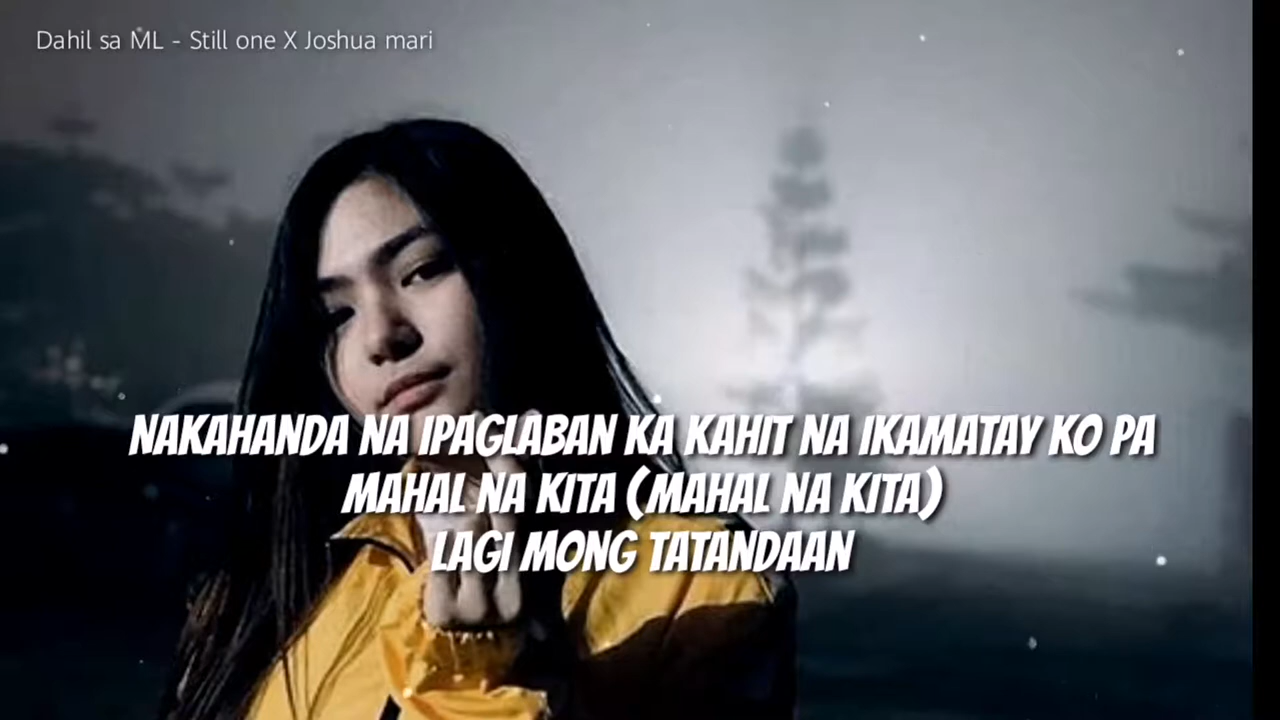 Dahil sa ML - Still one X Joshua mari
NAKAHANDA NA IPAGLABAN KA KAHIT NA IKAMATAY KO PA
MAHAL NA KITA (MAHAL NA KITA)
LAGI MONG TATANDAAN